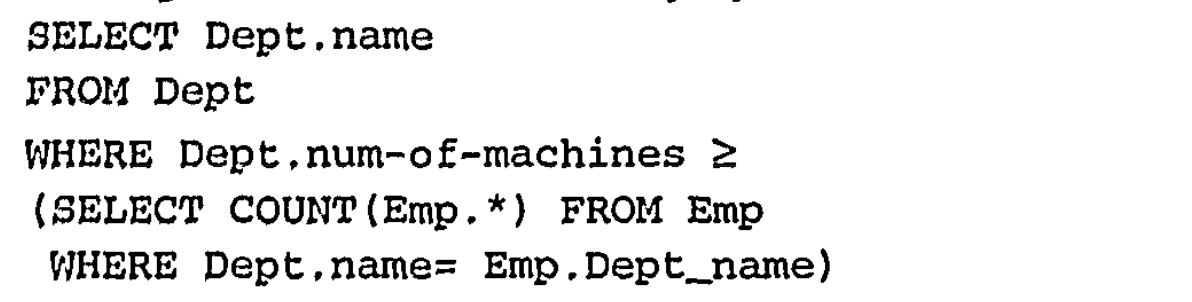 SELECT Dept.name
FROM Dept
WHERE Dept.num-of-machines ≥
(SELECT COUNT(Emp.*) FROM Emp
WHERE Dept.name= Emp.Dept_name)